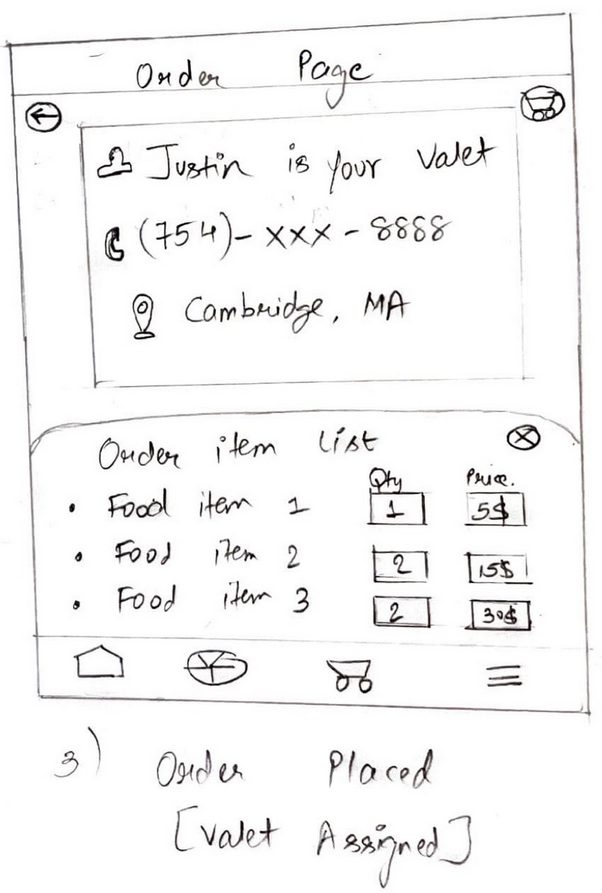 Order Page
Justin is your Valet
(754)-xxx-8888
Cambridge, MA
Order item list
Qty Price.
• Food item 1 1 5$
• Food item 2 2 15$
• Food item 3 2 30$
3) Order Placed
[Valet Assigned]